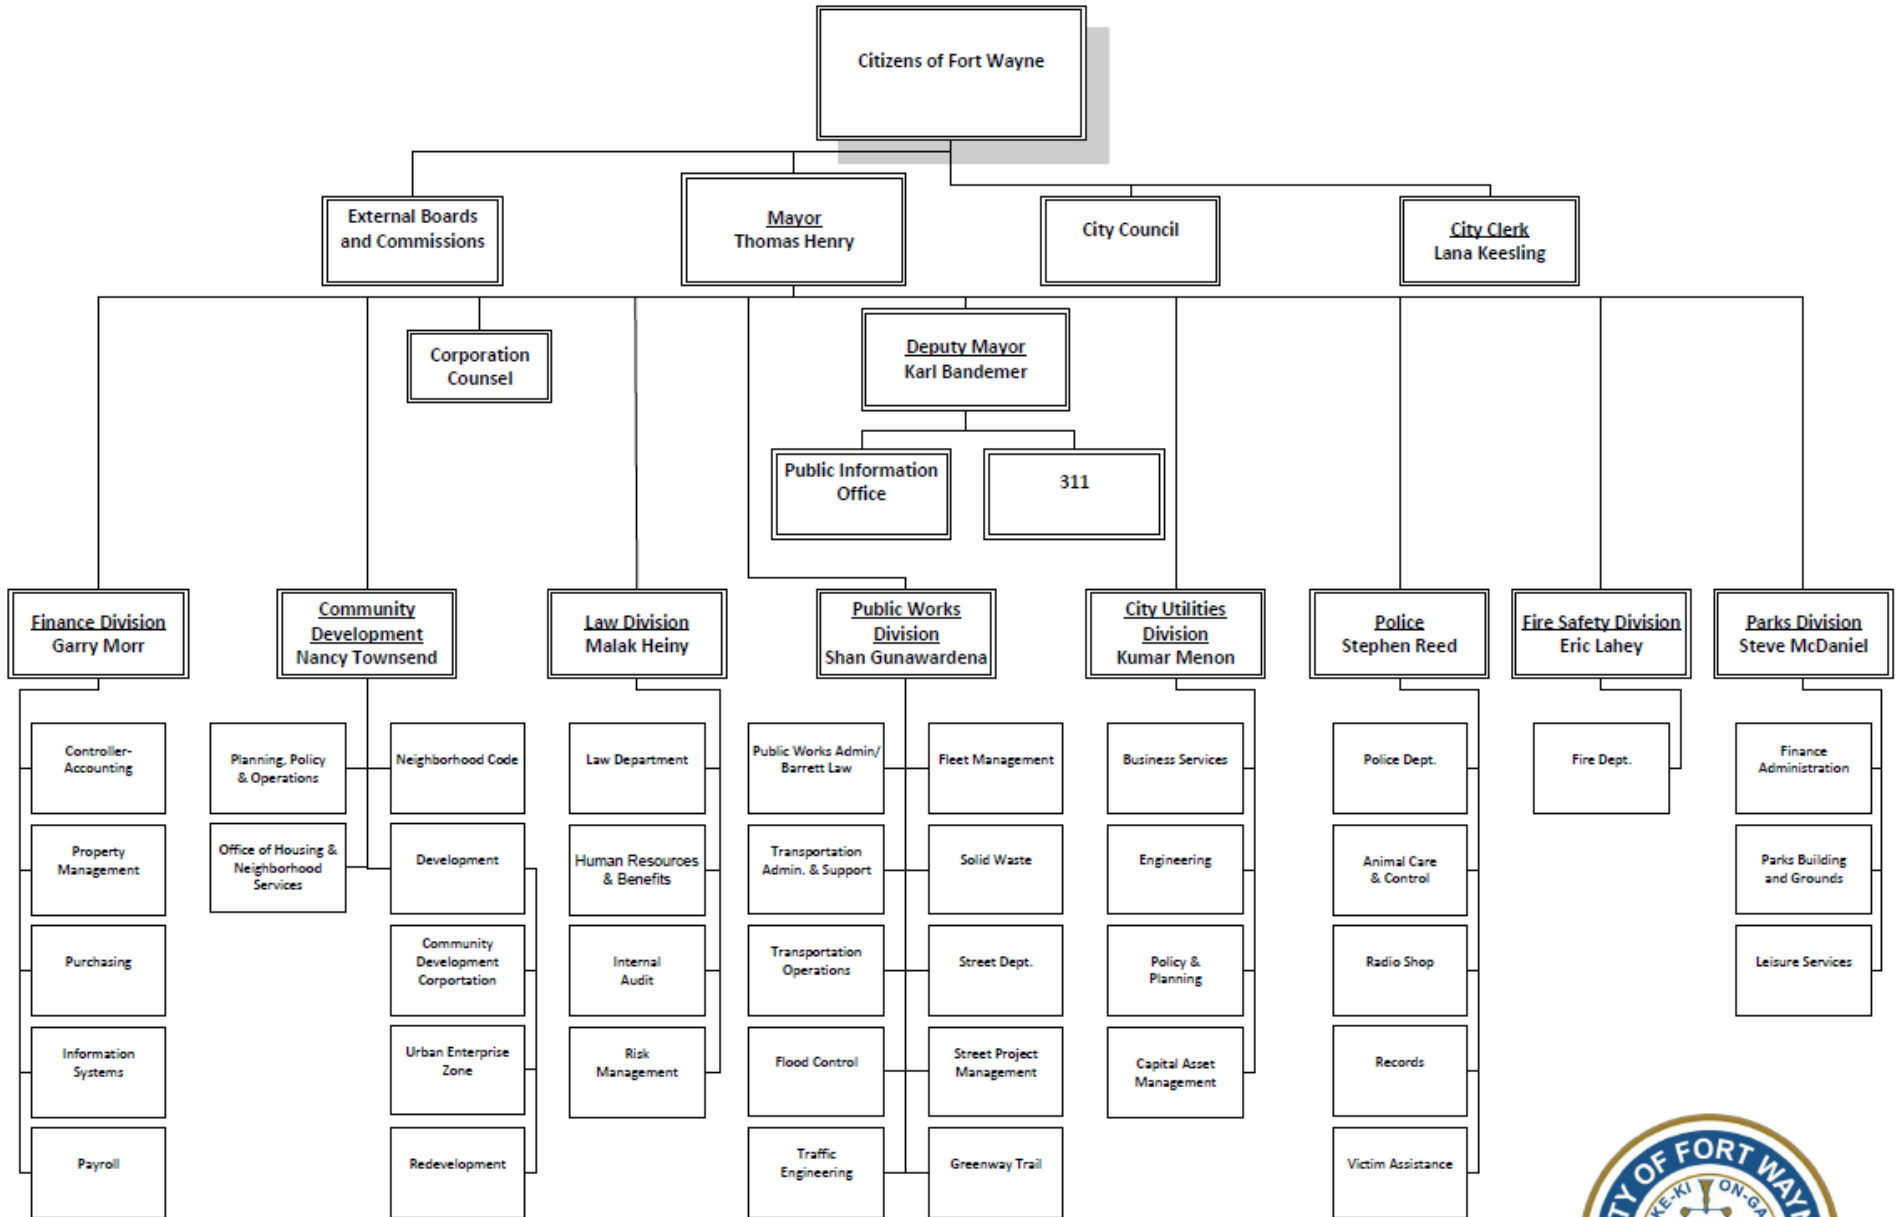 Citizens of Fort Wayne
External Boards
and Commissions
Mayor
Thomas Henry
City Council
City Clerk
Lana Keesling
Corporation
Counsel
Deputy Mayor
Karl Bandemer
Public Information
Office
311
Finance Division
Garry Morr
Community
Development
Nancy Townsend
Law Division
Malak Heiny
Public Works
Division
Shan Gunawardena
City Utilities
Division
Kumar Menon
Police
Stephen Reed
Fire Safety Division
Eric Lahey
Parks Division
Steve McDaniel
Controller-
Accounting
Property
Management
Purchasing
Information
Systems
Payroll
Planning, Policy
& Operations
Office of Housing &
Neighborhood
Services
Neighborhood Code
Development
Community
Development
Corportation
Urban Enterprise
Zone
Redevelopment
Law Department
Human Resources
& Benefits
Internal
Audit
Risk
Management
Public Works Admin/
Barrett Law
Transportation
Admin. & Support
Transportation
Operations
Flood Control
Traffic
Engineering
Fleet Management
Solid Waste
Street Dept.
Street Project
Management
Greenway Trail
Business Services
Engineering
Policy &
Planning
Capital Asset
Management
Police Dept.
Animal Care
& Control
Radio Shop
Records
Victim Assistance
Fire Dept.
Finance
Administration
Parks Building
and Grounds
Leisure Services
OF FORT
KE-KI ON-GA